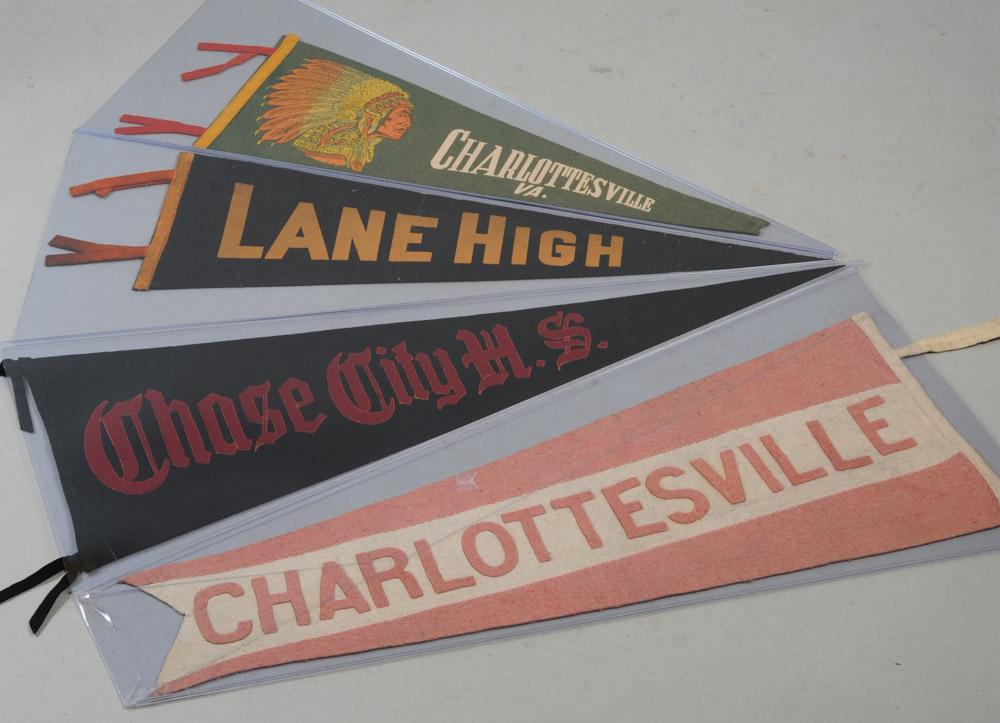 CHARLOTTESVILLE
VA.
LANE HIGH
Chase City H. S.
CHARLOTTESVILLE